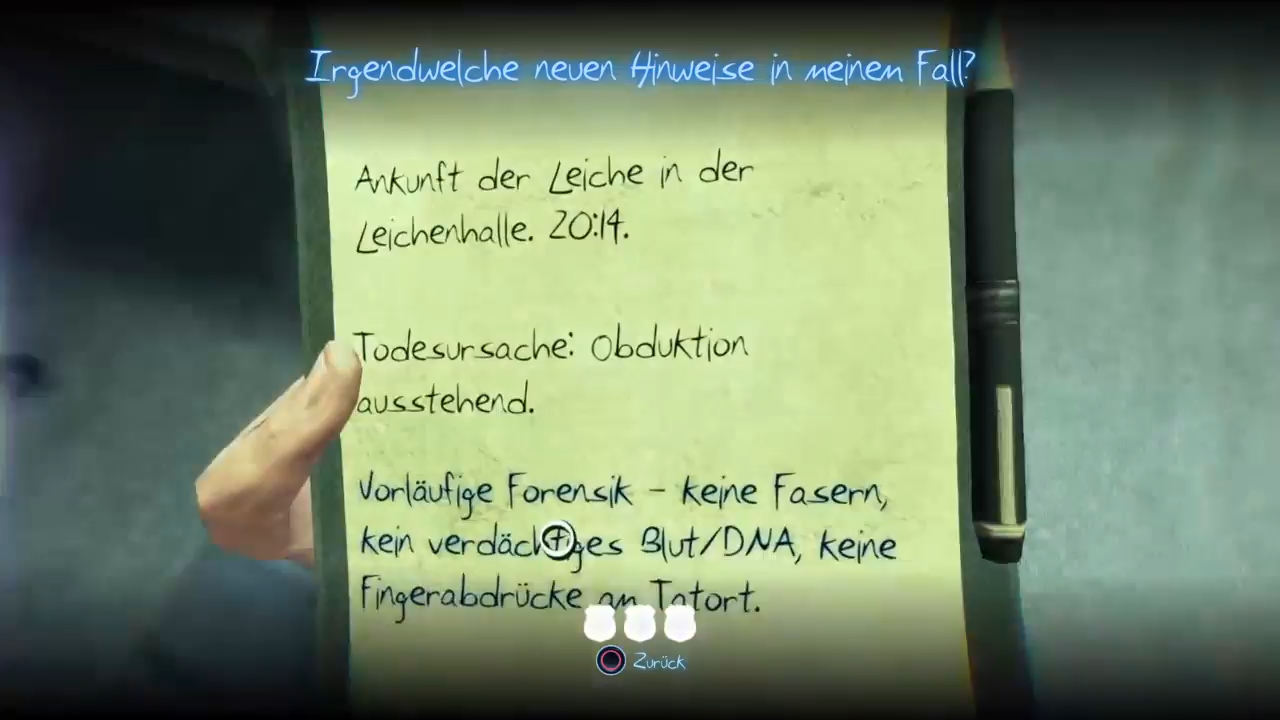 Irgendwelche neuen Hinweise in meinem Fall?
Ankunft der Leiche in der
Leichenhalle. 20:14.
Todesursache: Obduktion
ausstehend.
Vorläufige Forensik – keine Fasern,
kein verdächtiges Blut/DNA, keine
Fingerabdrücke am Tatort.
Zurück